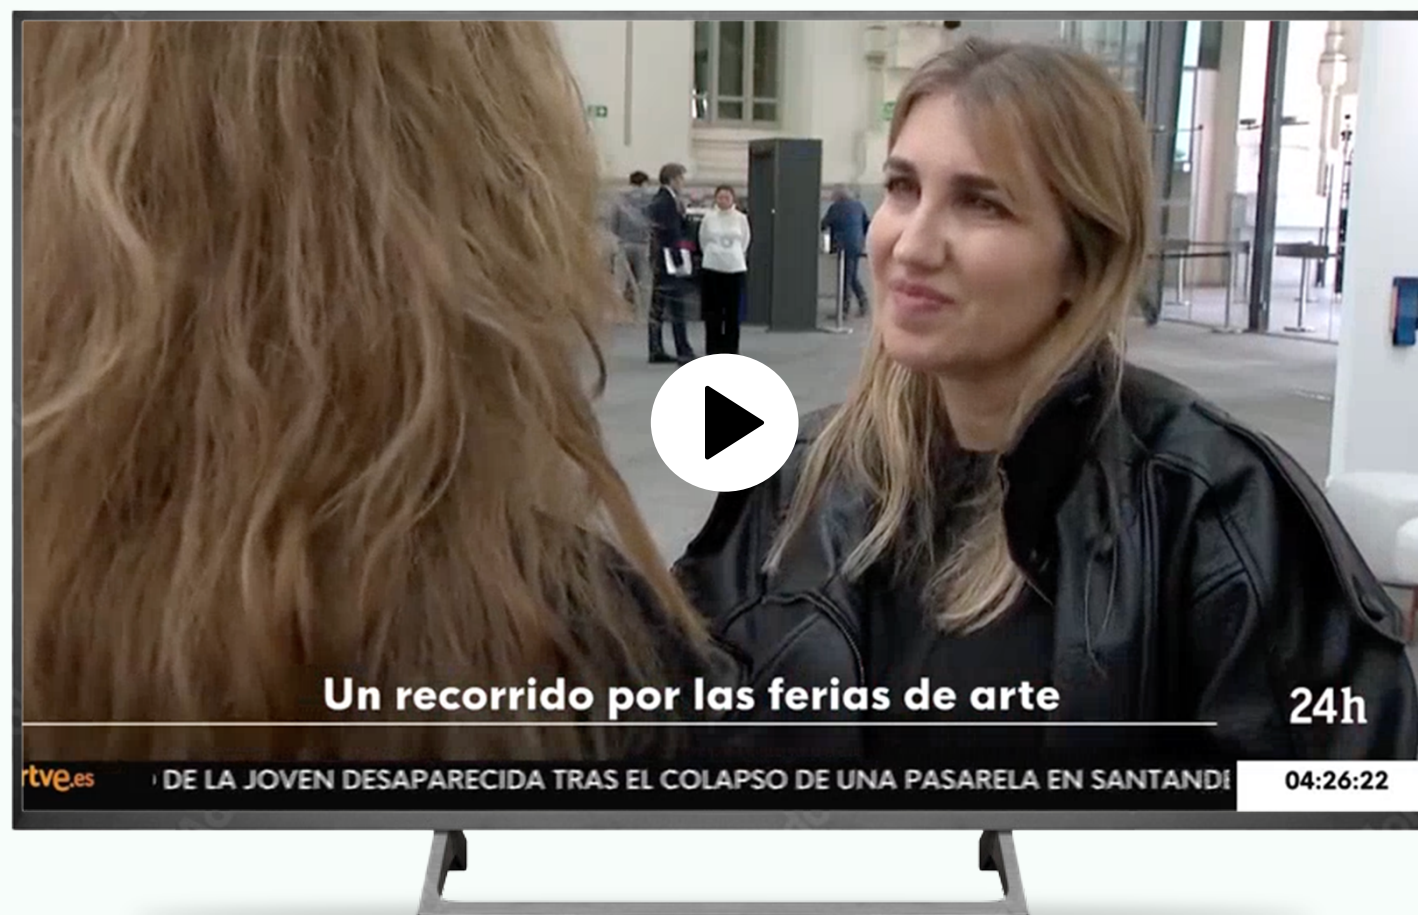 Un recorrido por las ferias de arte
24h
rtve.es
DE LA JOVEN DESAPARECIDA TRAS EL COLAPSO DE UNA PASARELA EN SANTANDE
04:26:22